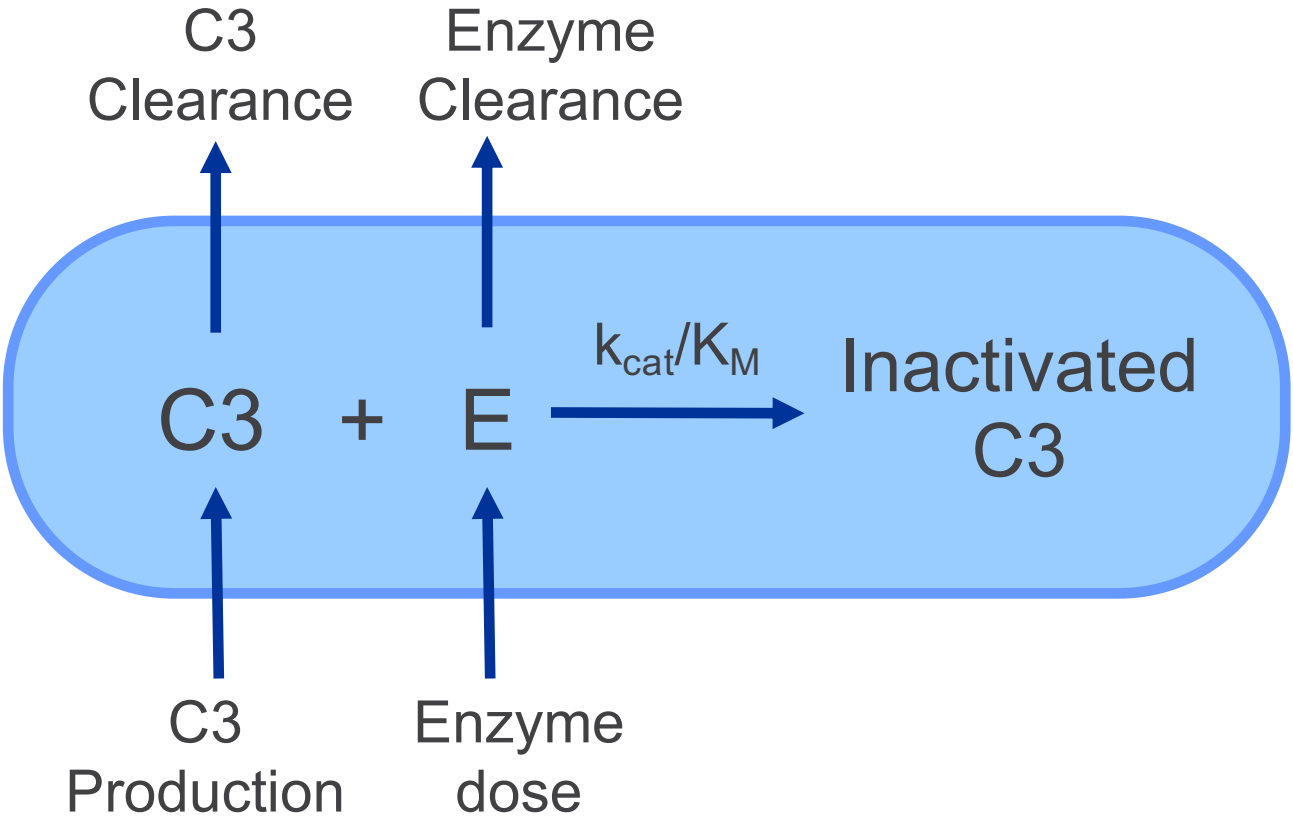 C3
Clearance
Enzyme
Clearance
C3 + E
kcat/KM
Inactivated
C3
C3
Production
Enzyme
dose